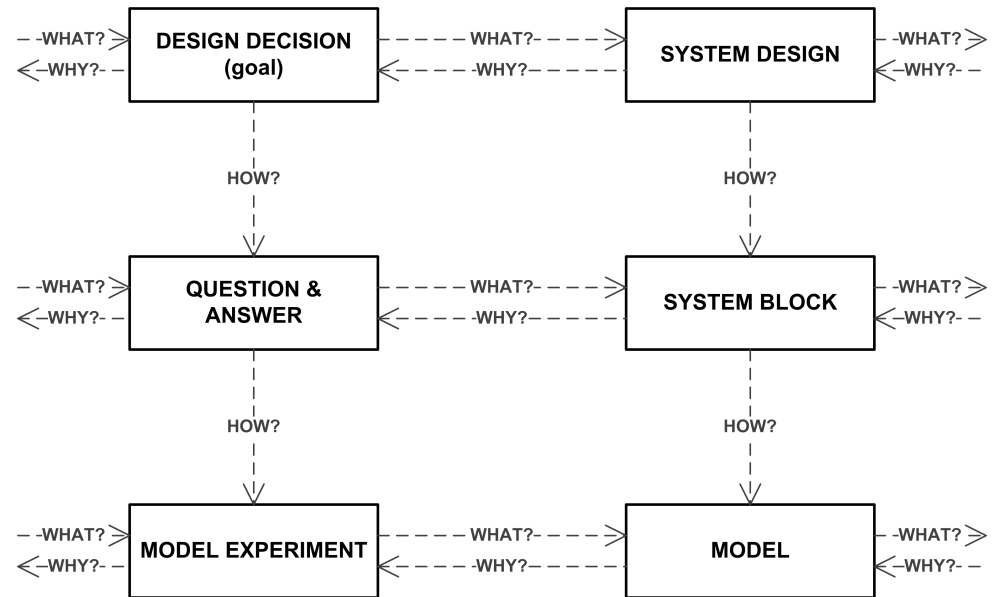 WHAT? DESIGN DECISION WHAT? SYSTEM DESIGN WHAT?
WHY? (goal) WHY? WHY?
HOW? HOW?
WHAT? QUESTION & WHAT? SYSTEM BLOCK WHAT?
WHY? ANSWER WHY? WHY?
HOW? HOW?
WHAT? MODEL EXPERIMENT WHAT? MODEL WHAT?
WHY? WHY? WHY?